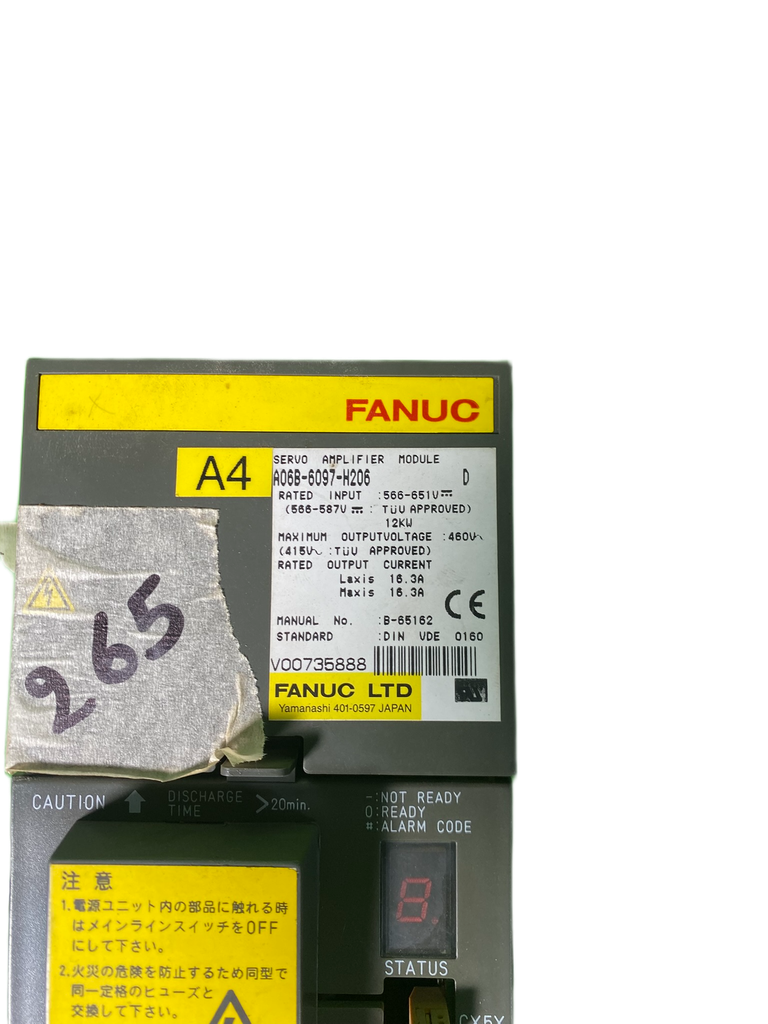 FANUC
A4
SERVO AMPLIFIER MODULE
A06B-6097-H206 D
RATED INPUT :566-651V⎓
(566-587V ⎓ : TÜV APPROVED)
12KW
MAXIMUM OUTPUTVOLTAGE :460V∿
(415V∿ :TÜV APPROVED)
RATED OUTPUT CURRENT
Laxis 16.3A
Maxis 16.3A
CE
MANUAL No. :B-65162
STANDARD :DIN VDE 0160
V00735888
FANUC LTD
Yamanashi 401-0597 JAPAN
265
CAUTION DISCHARGE TIME >20min.
-:NOT READY
0:READY
#:ALARM CODE
8.
STATUS
注 意
1.電源ユニット内の部品に触れる時
はメインラインスイッチをOFF
にして下さい。
2.火災の危険を防止するため同型で
同一定格のヒューズと
交換して下さい。
CX5X